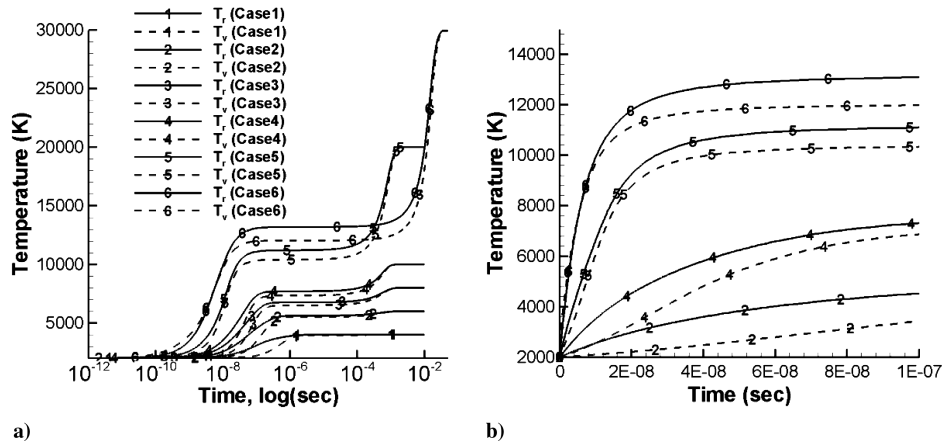 1 T_r (Case1)
4 T_v (Case1)
2 T_r (Case2)
2 T_v (Case2)
3 T_r (Case3)
3 T_v (Case3)
4 T_r (Case4)
4 T_v (Case4)
5 T_r (Case5)
5 T_v (Case5)
6 T_r (Case6)
6 T_v (Case6)
Temperature (K)
30000
25000
20000
15000
10000
5000
10^-12 10^-10 10^-8 10^-6 10^-4 10^-2
Time, log(sec)
a)
Temperature (K)
14000
12000
10000
8000
6000
4000
2000
0 2E-08 4E-08 6E-08 8E-08 1E-07
Time (sec)
b)